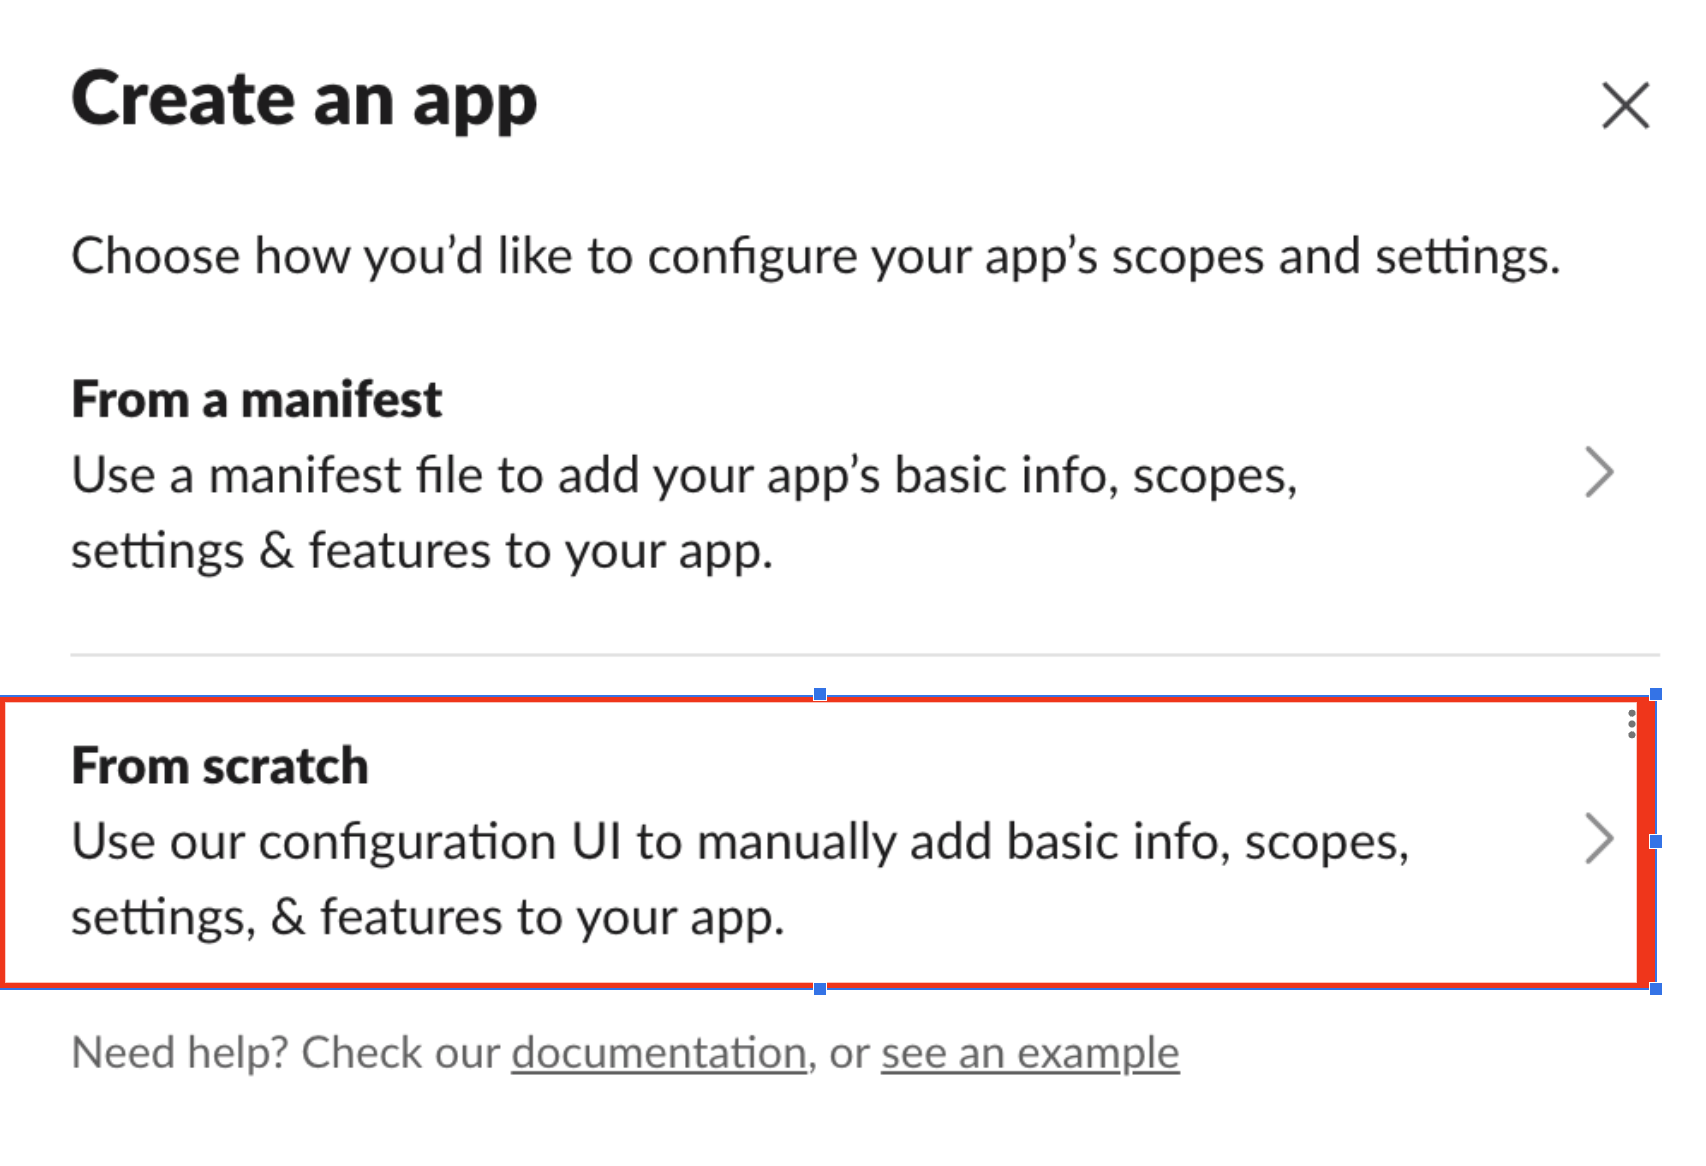 Create an app
Choose how you’d like to configure your app’s scopes and settings.
From a manifest
Use a manifest file to add your app’s basic info, scopes,
settings & features to your app.
From scratch
Use our configuration UI to manually add basic info, scopes,
settings, & features to your app.
Need help? Check our documentation, or see an example